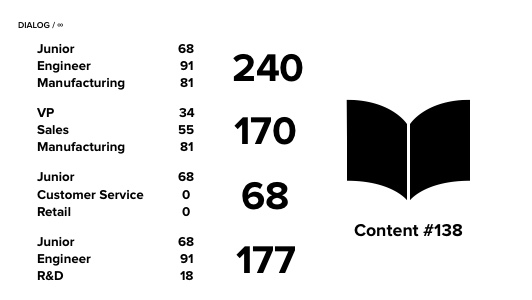 DIALOG / ∞
Junior 68
Engineer 91
Manufacturing 81
240
VP 34
Sales 55
Manufacturing 81
170
Junior 68
Customer Service 0
Retail 0
68
Junior 68
Engineer 91
R&D 18
177
Content #138